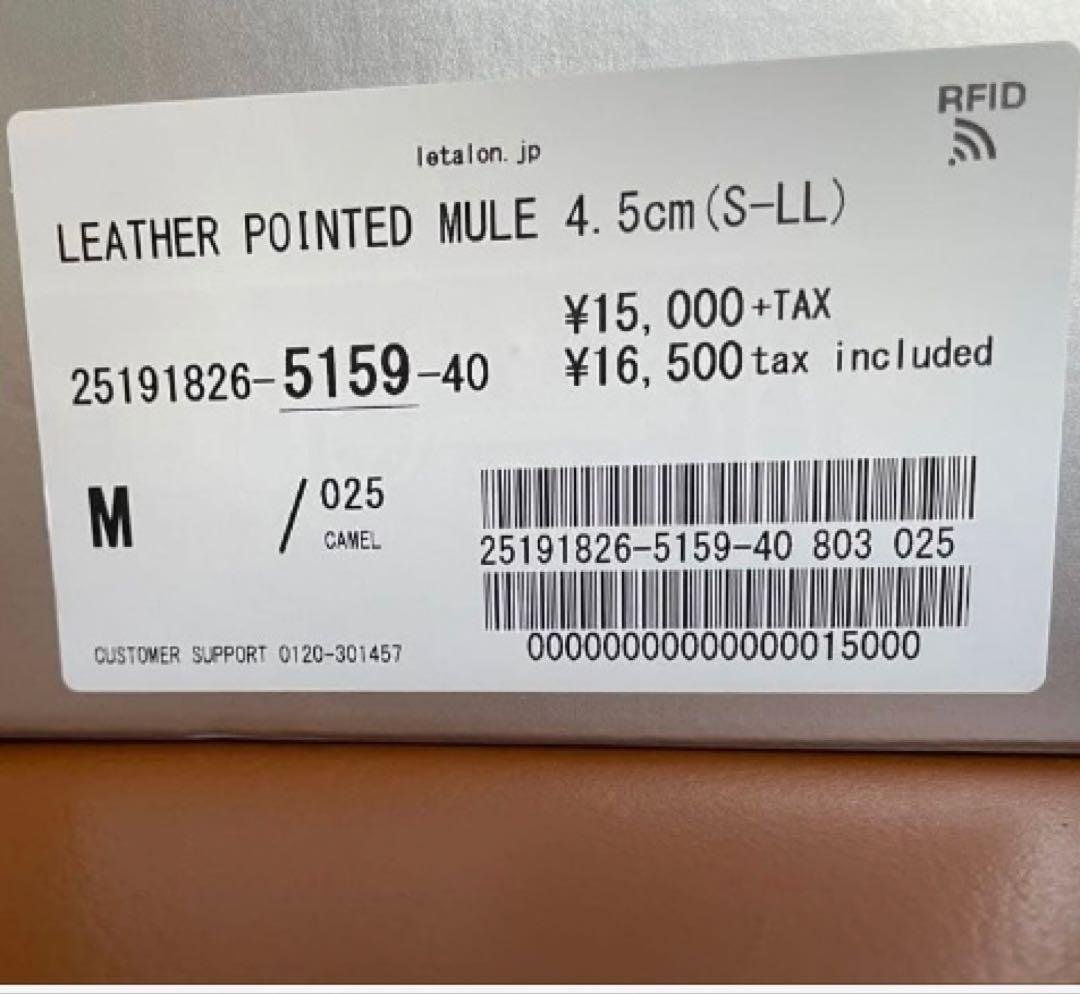 RFID
letalon.jp
LEATHER POINTED MULE 4.5cm(S-LL)
¥15,000+TAX
25191826-5159-40 ¥16,500tax included
M / 025
CAMEL
25191826-5159-40 803 025
000000000000000015000
CUSTOMER SUPPORT 0120-301457